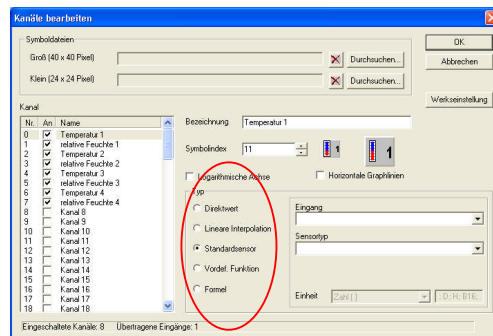 Kanäle bearbeiten
Symboldateien
Groß (40 x 40 Pixel)
Durchsuchen...
Klein (24 x 24 Pixel)
Durchsuchen...
OK
Abbrechen
Werkseinstellung
Kanal
Nr. An Name
0 Temperatur 1
1 relative Feuchte 1
2 Temperatur 2
3 relative Feuchte 2
4 Temperatur 3
5 relative Feuchte 3
6 Temperatur 4
7 relative Feuchte 4
8 Kanal 8
9 Kanal 9
10 Kanal 10
11 Kanal 11
12 Kanal 12
13 Kanal 13
14 Kanal 14
15 Kanal 15
16 Kanal 16
17 Kanal 17
18 Kanal 18
Bezeichnung Temperatur 1
Symbolindex 11 1 1
Logarithmische Achse Horizontale Graphlinien
Typ
Direktwert
Lineare Interpolation
Standardsensor
Vordef. Funktion
Formel
Eingang
Sensortyp
Einheit Zahl ( ) : D:, H:, B16:,
Eingeschaltete Kanäle: 8 Übertragene Eingänge: 1